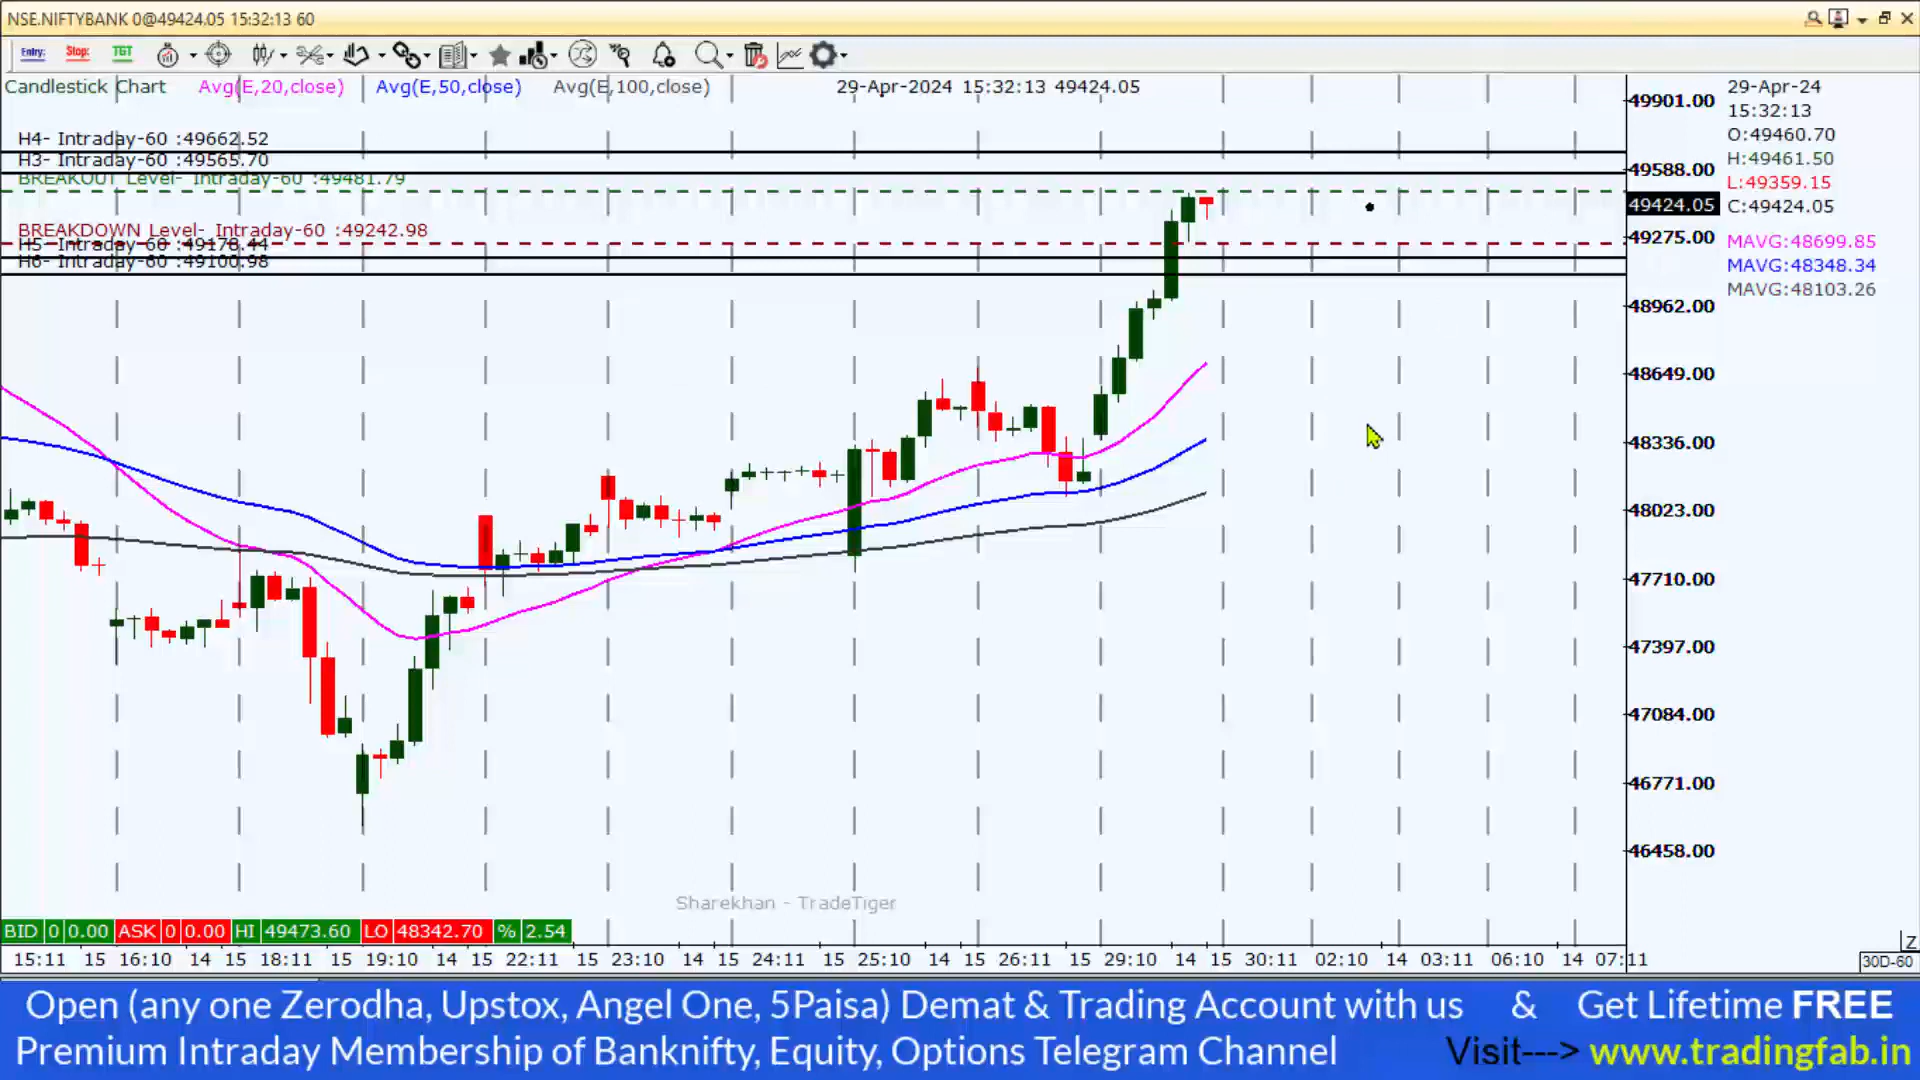 NSE.NIFTYBANK 0@49424.05 15:32:13 60
Entry: Stop: TGT
Candlestick Chart Avg(E,20,close) Avg(E,50,close) Avg(E,100,close) 29-Apr-2024 15:32:13 49424.05
H4- Intraday-60 :49662.52
H3- Intraday-60 :49565.70
BREAKOUT Level- Intraday-60 :49481.79
BREAKDOWN Level- Intraday-60 :49242.98
H5- Intraday-60 :49178.44
H6- Intraday-60 :49100.98
49901.00
49588.00
49424.05
49275.00
48962.00
48649.00
48336.00
48023.00
47710.00
47397.00
47084.00
46771.00
46458.00
29-Apr-24
15:32:13
O:49460.70
H:49461.50
L:49359.15
C:49424.05
MAVG:48699.85
MAVG:48348.34
MAVG:48103.26
Sharekhan - TradeTiger
BID 0 0.00 ASK 0 0.00 HI 49473.60 LO 48342.70 % 2.54
Z
15:11 15 16:10 14 15 18:11 15 19:10 14 15 22:11 15 23:10 14 15 24:11 15 25:10 14 15 26:11 15 29:10 14 15 30:11 02:10 14 03:11 06:10 14 07:11
30D-60
Open (any one Zerodha, Upstox, Angel One, 5Paisa) Demat & Trading Account with us & Get Lifetime FREE
Premium Intraday Membership of Banknifty, Equity, Options Telegram Channel Visit---> www.tradingfab.in